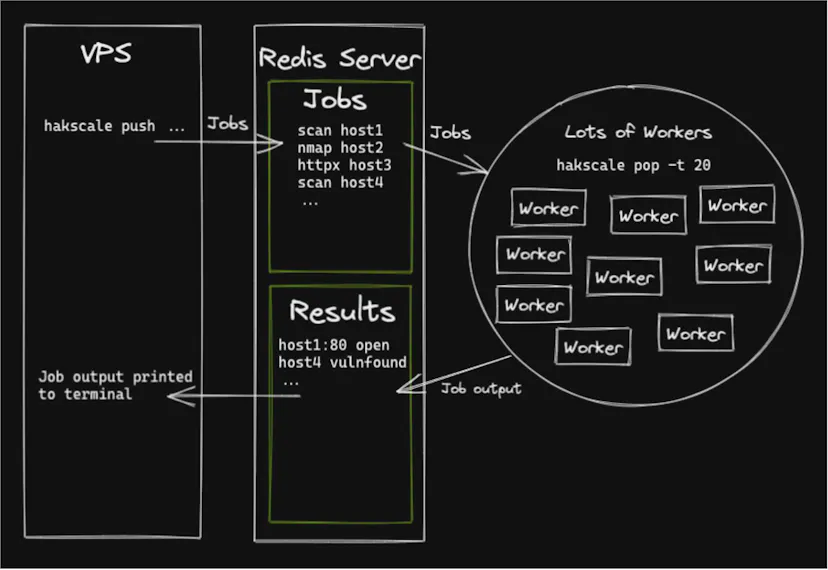 VPS
hakscale push ...
Job output printed
to terminal
Jobs
Redis Server
Jobs
scan host1
nmap host2
httpx host3
scan host4
...
Results
host1:80 open
host4 vulnfound
...
Jobs
Job output
Lots of Workers
hakscale pop -t 20
Worker
Worker
Worker
Worker
Worker
Worker
Worker
Worker
Worker